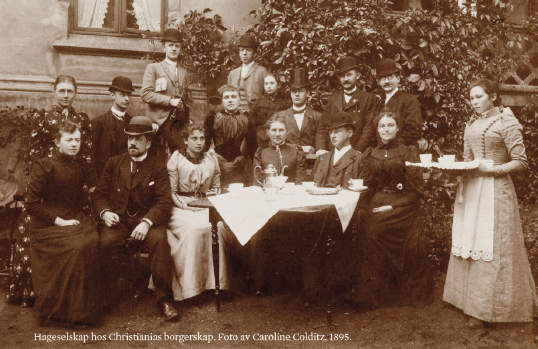 Hageselskap hos Christianias borgerskap. Foto av Caroline Colditz, 1895.